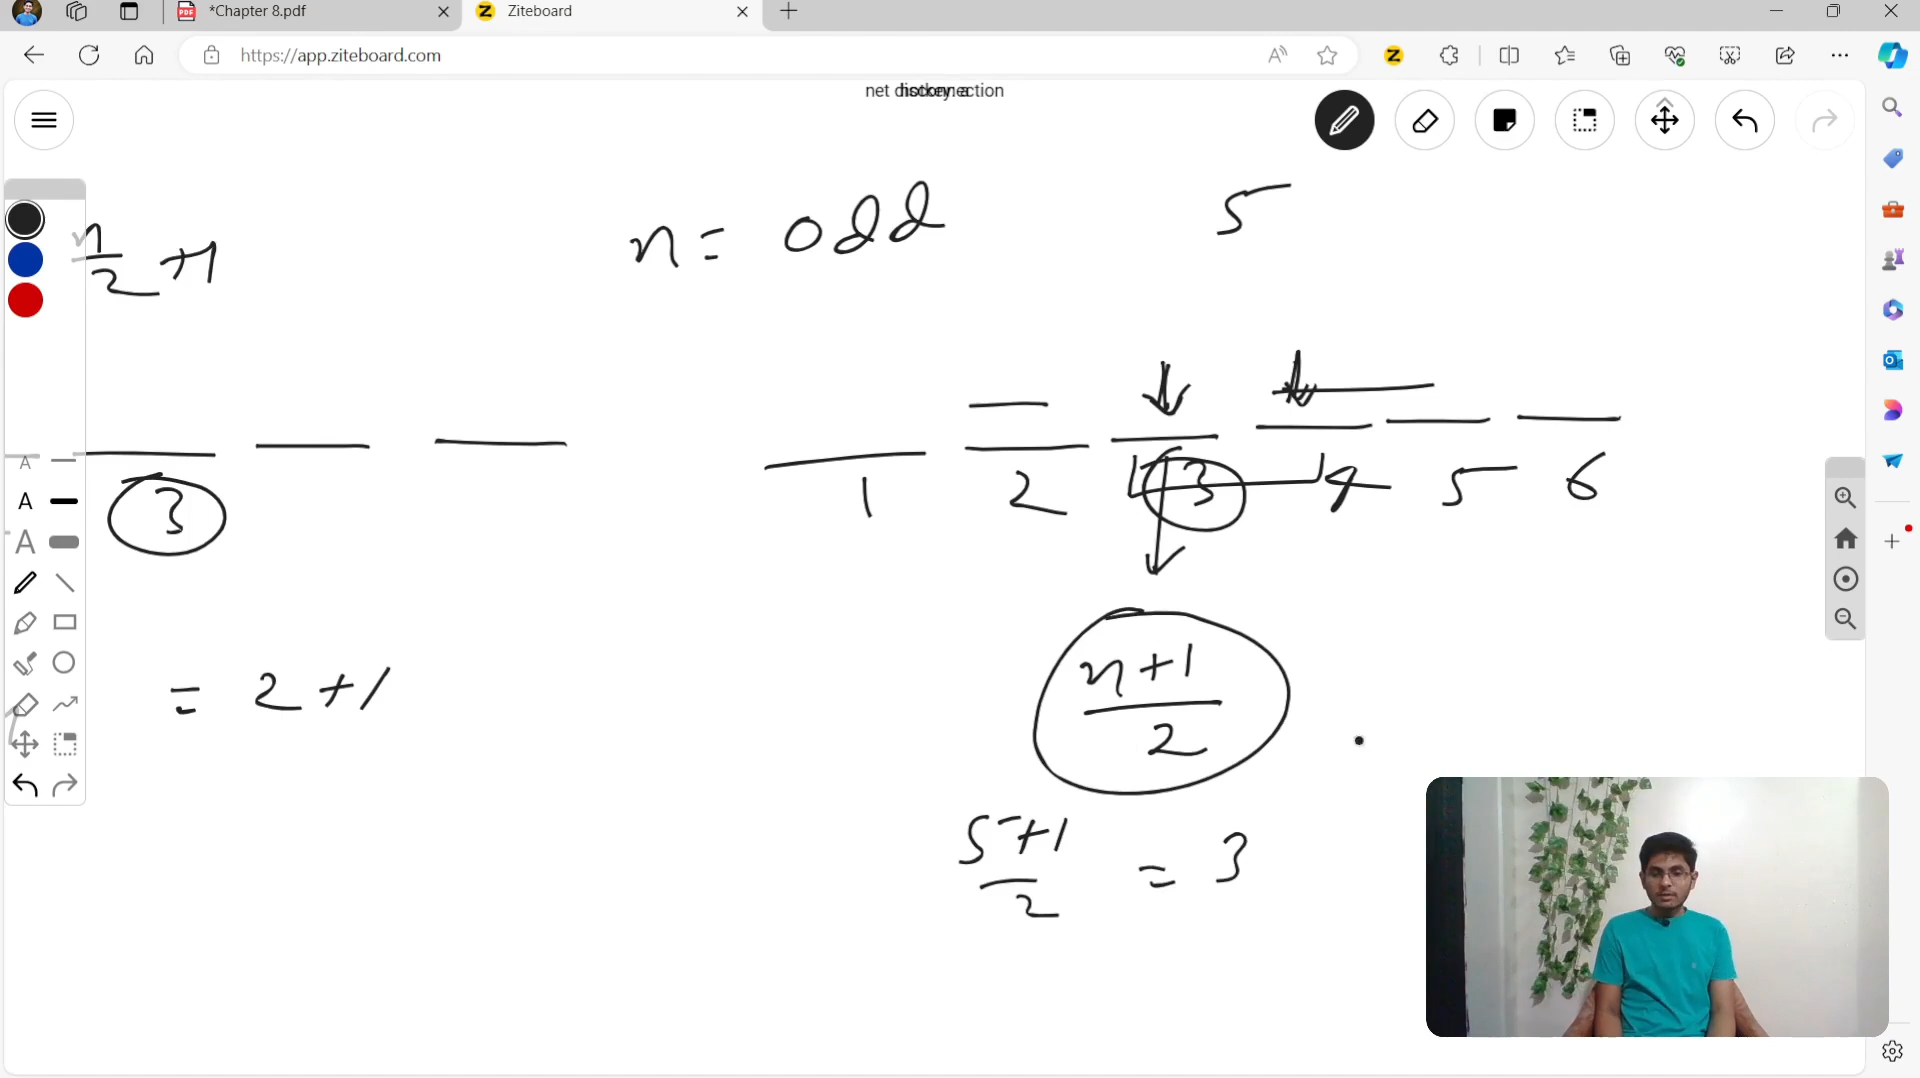 *Chapter 8.pdf
Ziteboard
https://app.ziteboard.com
n/2 +1
n = odd
5
3
1 2 3 4 5 6
= 2+1
n+1
2
5+1
2
= 3
A
A
A